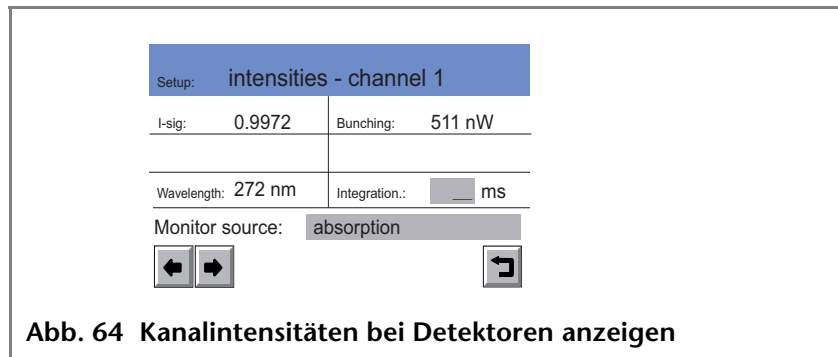 Setup: intensities - channel 1
I-sig: 0.9972 Bunching: 511 nW
Wavelength: 272 nm Integration.: __ ms
Monitor source: absorption
Abb. 64 Kanalintensitäten bei Detektoren anzeigen